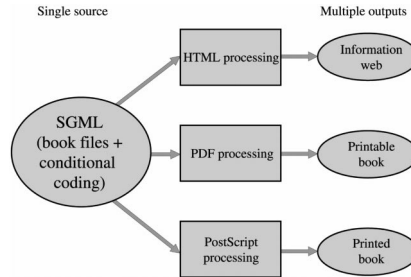 Single source
Multiple outputs
HTML processing
Information
web
SGML
(book files +
conditional
coding)
PDF processing
Printable
book
PostScript
processing
Printed
book